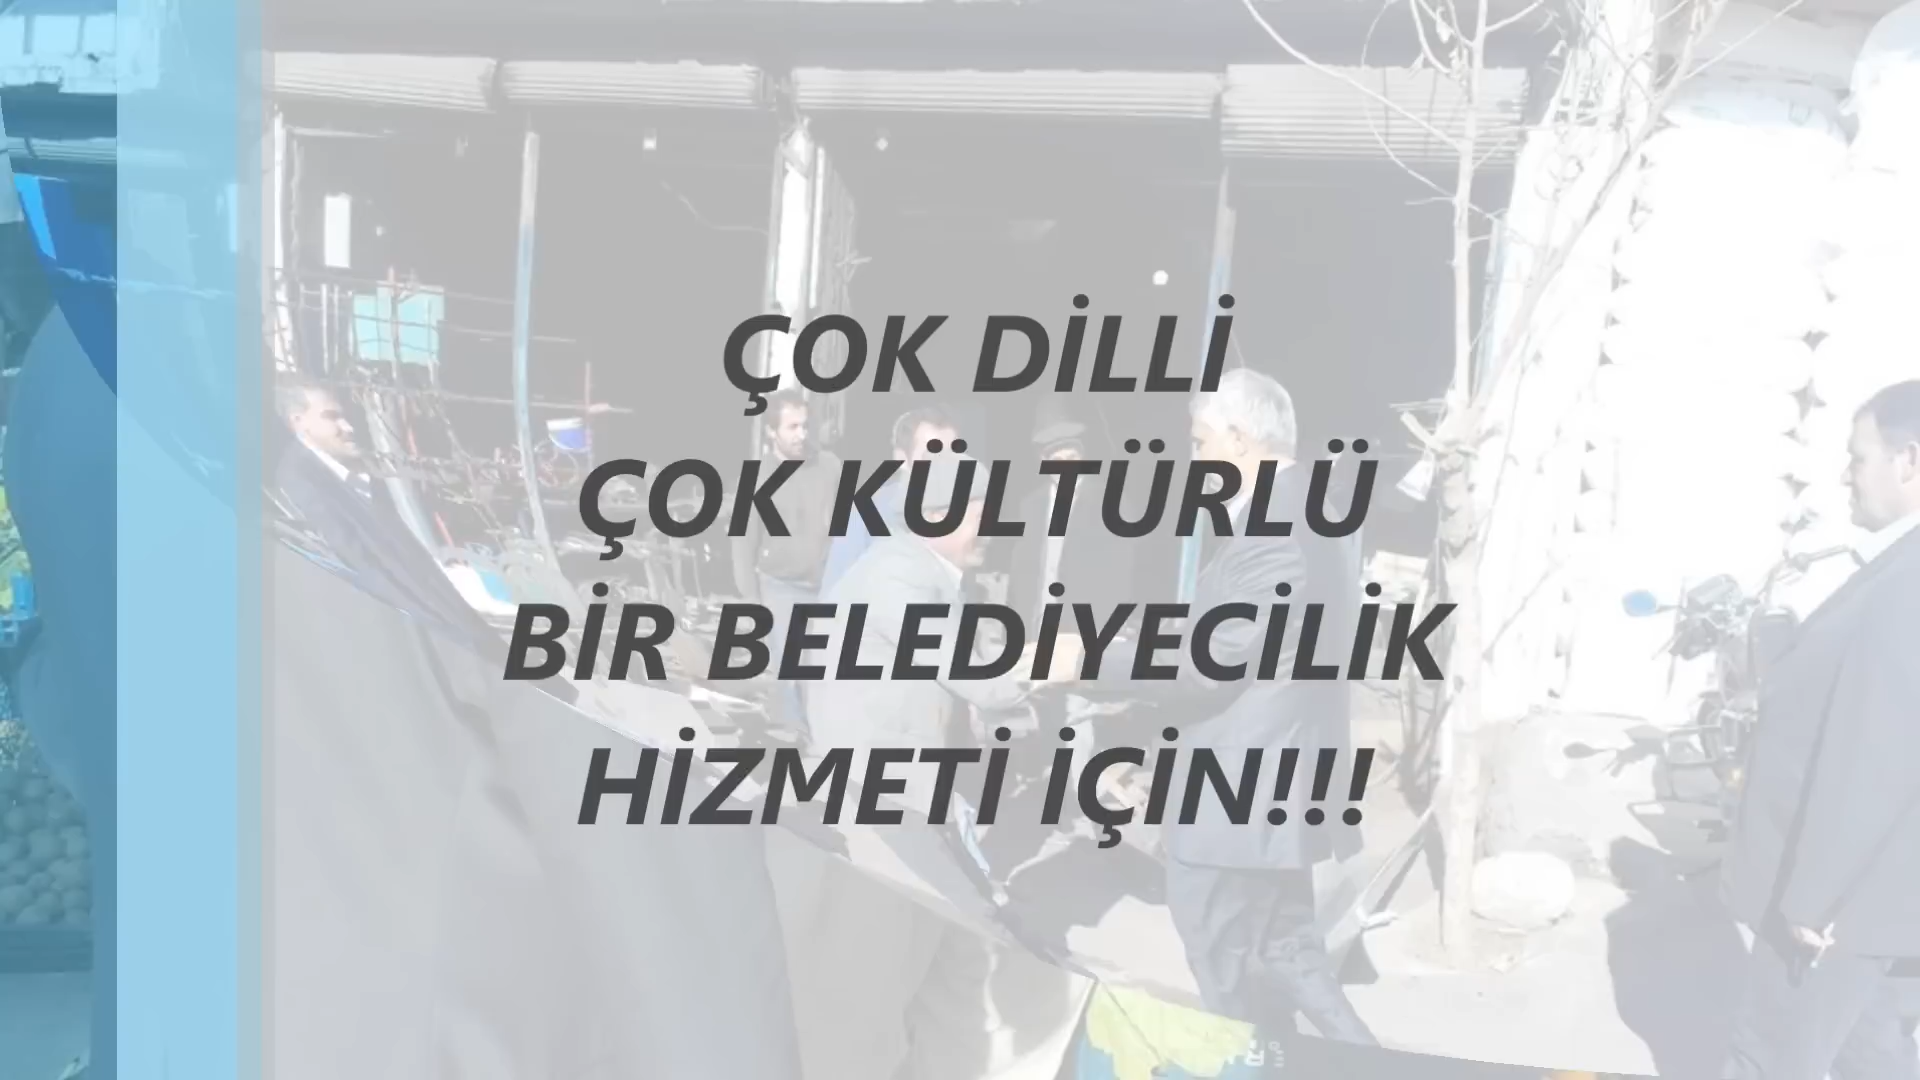 ÇOK DİLLİ
ÇOK KÜLTÜRLÜ
BİR BELEDİYECİLİK
HİZMETİ İÇİN!!!